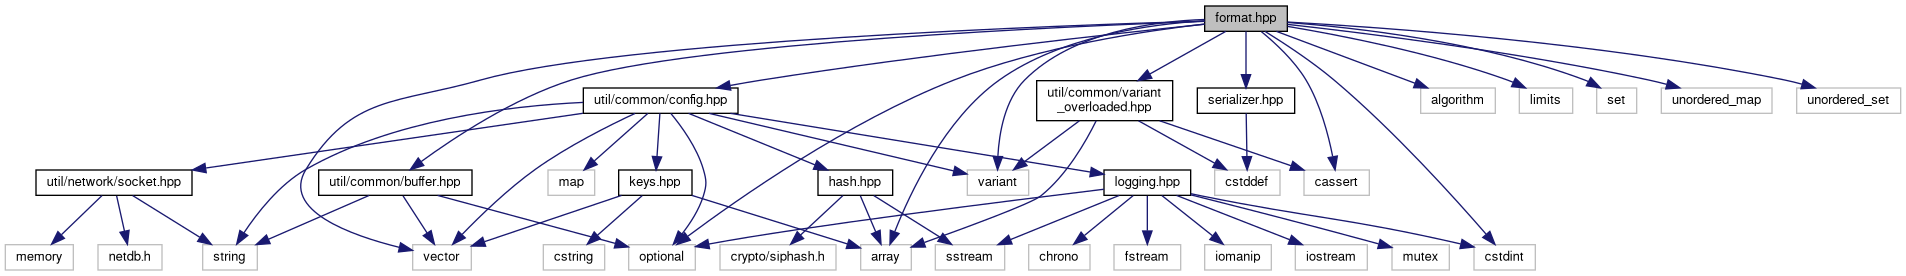 format.hpp
util/common/config.hpp
util/common/variant
_overloaded.hpp
serializer.hpp
algorithm
limits
set
unordered_map
unordered_set
util/network/socket.hpp
util/common/buffer.hpp
map
keys.hpp
hash.hpp
variant
logging.hpp
cstddef
cassert
memory
netdb.h
string
vector
cstring
optional
crypto/siphash.h
array
sstream
chrono
fstream
iomanip
iostream
mutex
cstdint